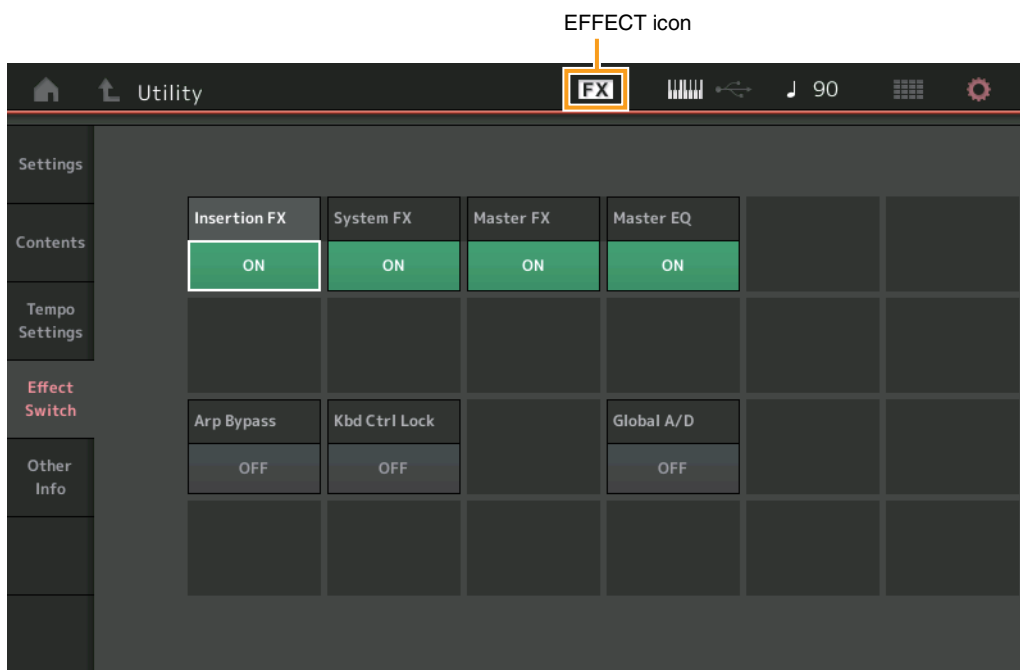 EFFECT icon
Utility
FX
90
Settings
Contents
Tempo
Settings
Effect
Switch
Other
Info
Insertion FX
ON
System FX
ON
Master FX
ON
Master EQ
ON
Arp Bypass
OFF
Kbd Ctrl Lock
OFF
Global A/D
OFF